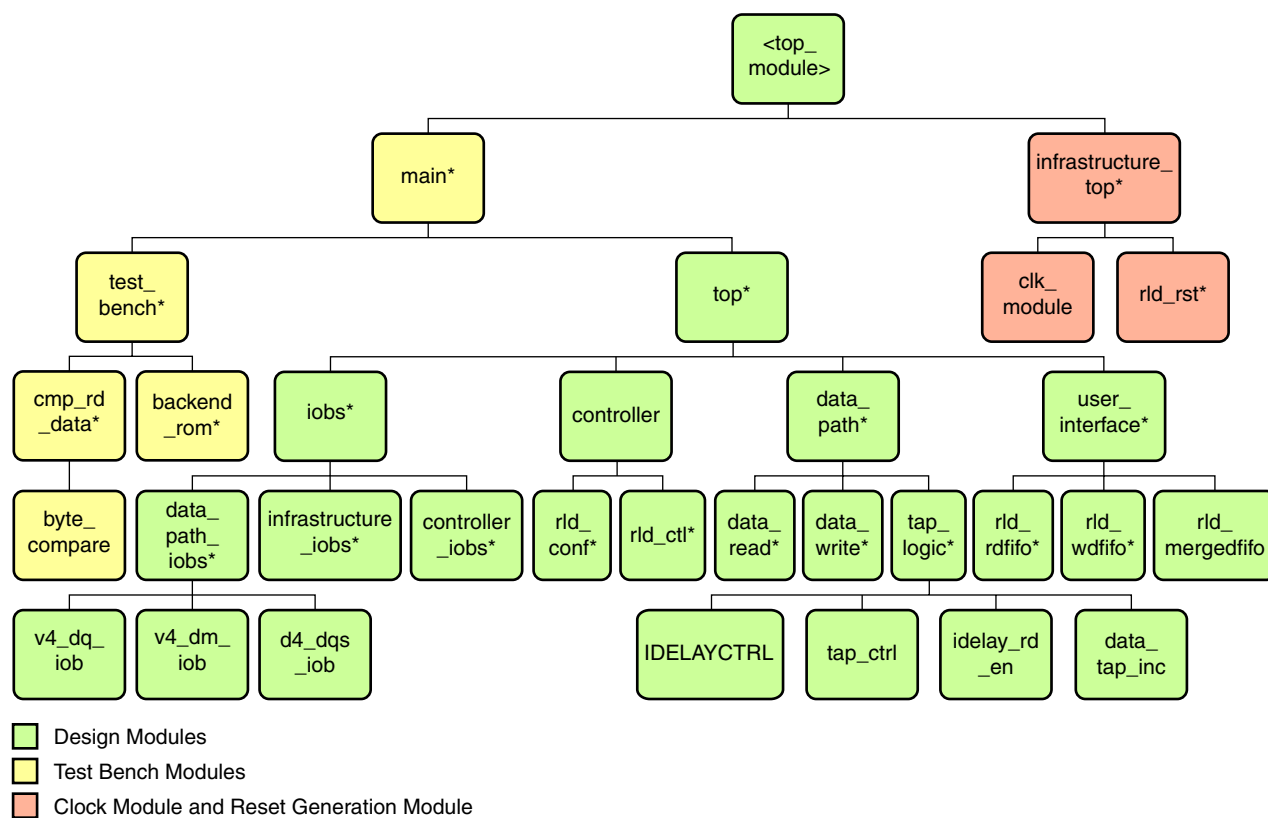 <top_
module>
main*
infrastructure_
top*
test_
bench*
top*
clk_
module
rld_rst*
cmp_rd
_data*
backend
_rom*
iobs*
controller
data_
path*
user_
interface*
byte_
compare
data_
path_
iobs*
infrastructure
_iobs*
controller
_iobs*
rld_
conf*
rld_ctl*
data_
read*
data_
write*
tap_
logic*
rld_
rdfifo*
rld_
wdfifo*
rld_
mergedfifo
v4_dq_
iob
v4_dm_
iob
d4_dqs
_iob
IDELAYCTRL
tap_ctrl
idelay_rd
_en
data_
tap_inc
Design Modules
Test Bench Modules
Clock Module and Reset Generation Module